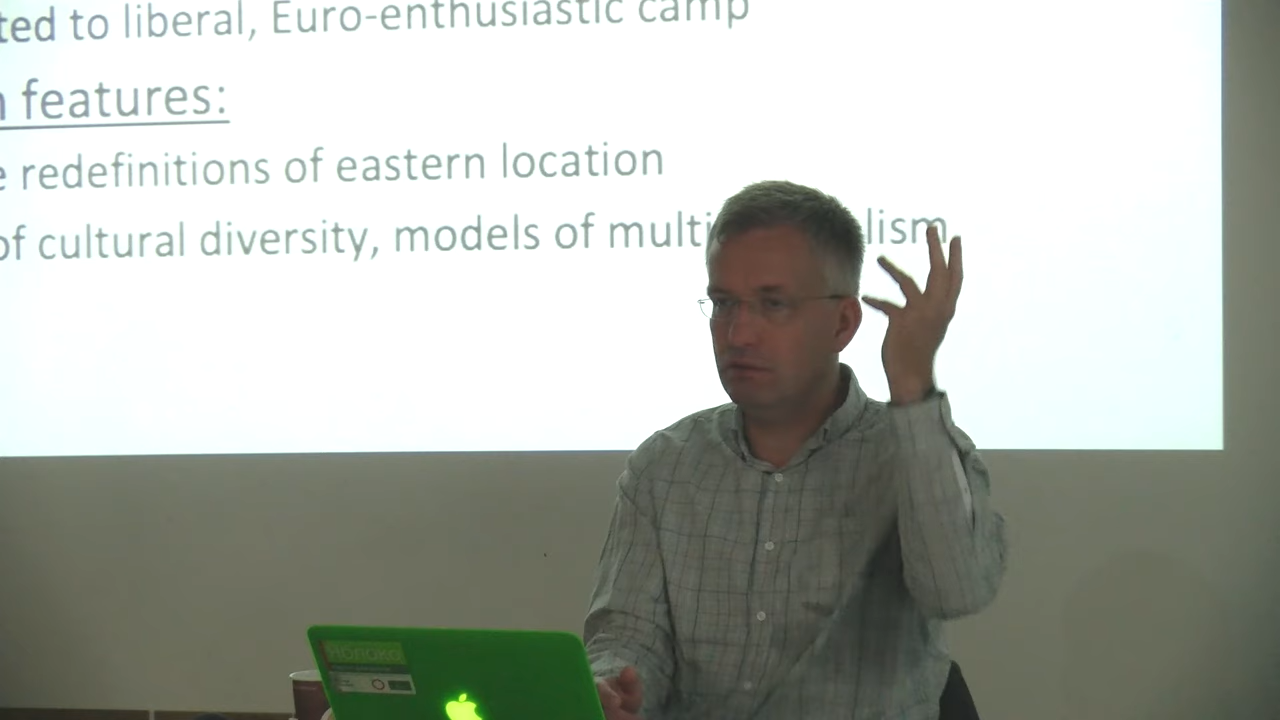 ted to liberal, Euro-enthusiastic camp
features:
redefinitions of eastern location
of cultural diversity, models of multi lism